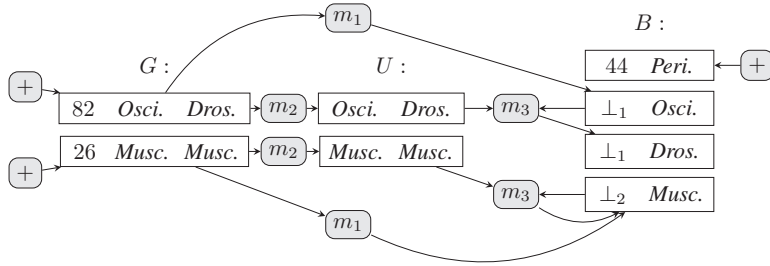 m₁
G : U : B :
+ 44 Peri. +
82 Osci. Dros. m₂ Osci. Dros. m₃ ⊥₁ Osci.
26 Musc. Musc. m₂ Musc. Musc. ⊥₁ Dros.
+ m₃ ⊥₂ Musc.
m₁